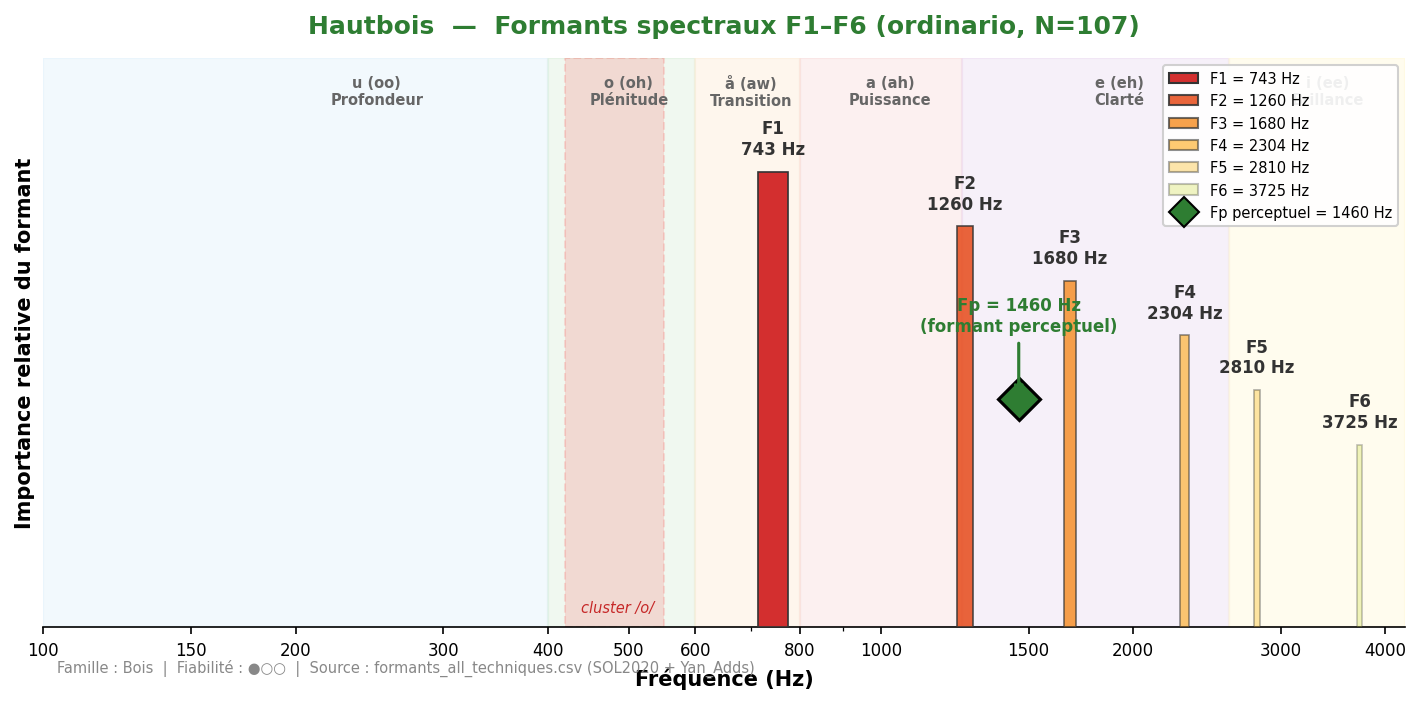 Hautbois — Formants spectraux F1–F6 (ordinario, N=107)
u (oo)
Profondeur
o (oh)
Plénitude
å (aw)
Transition
a (ah)
Puissance
e (eh)
Clarté
i (ee)
F1 = 743 Hz
F2 = 1260 Hz
F3 = 1680 Hz
F4 = 2304 Hz
F5 = 2810 Hz
F6 = 3725 Hz
Fp perceptuel = 1460 Hz
F1
743 Hz
F2
1260 Hz
F3
1680 Hz
Fp = 1460 Hz
(formant perceptuel)
F4
2304 Hz
F5
2810 Hz
F6
3725 Hz
cluster /o/
Importance relative du formant
100 150 200 300 400 500 600 800 1000 1500 2000 3000 4000
Famille : Bois | Fiabilité : ●○○ | Source : formants_all_techniques.csv (SOL2020 + Yan_Adds)
Fréquence (Hz)